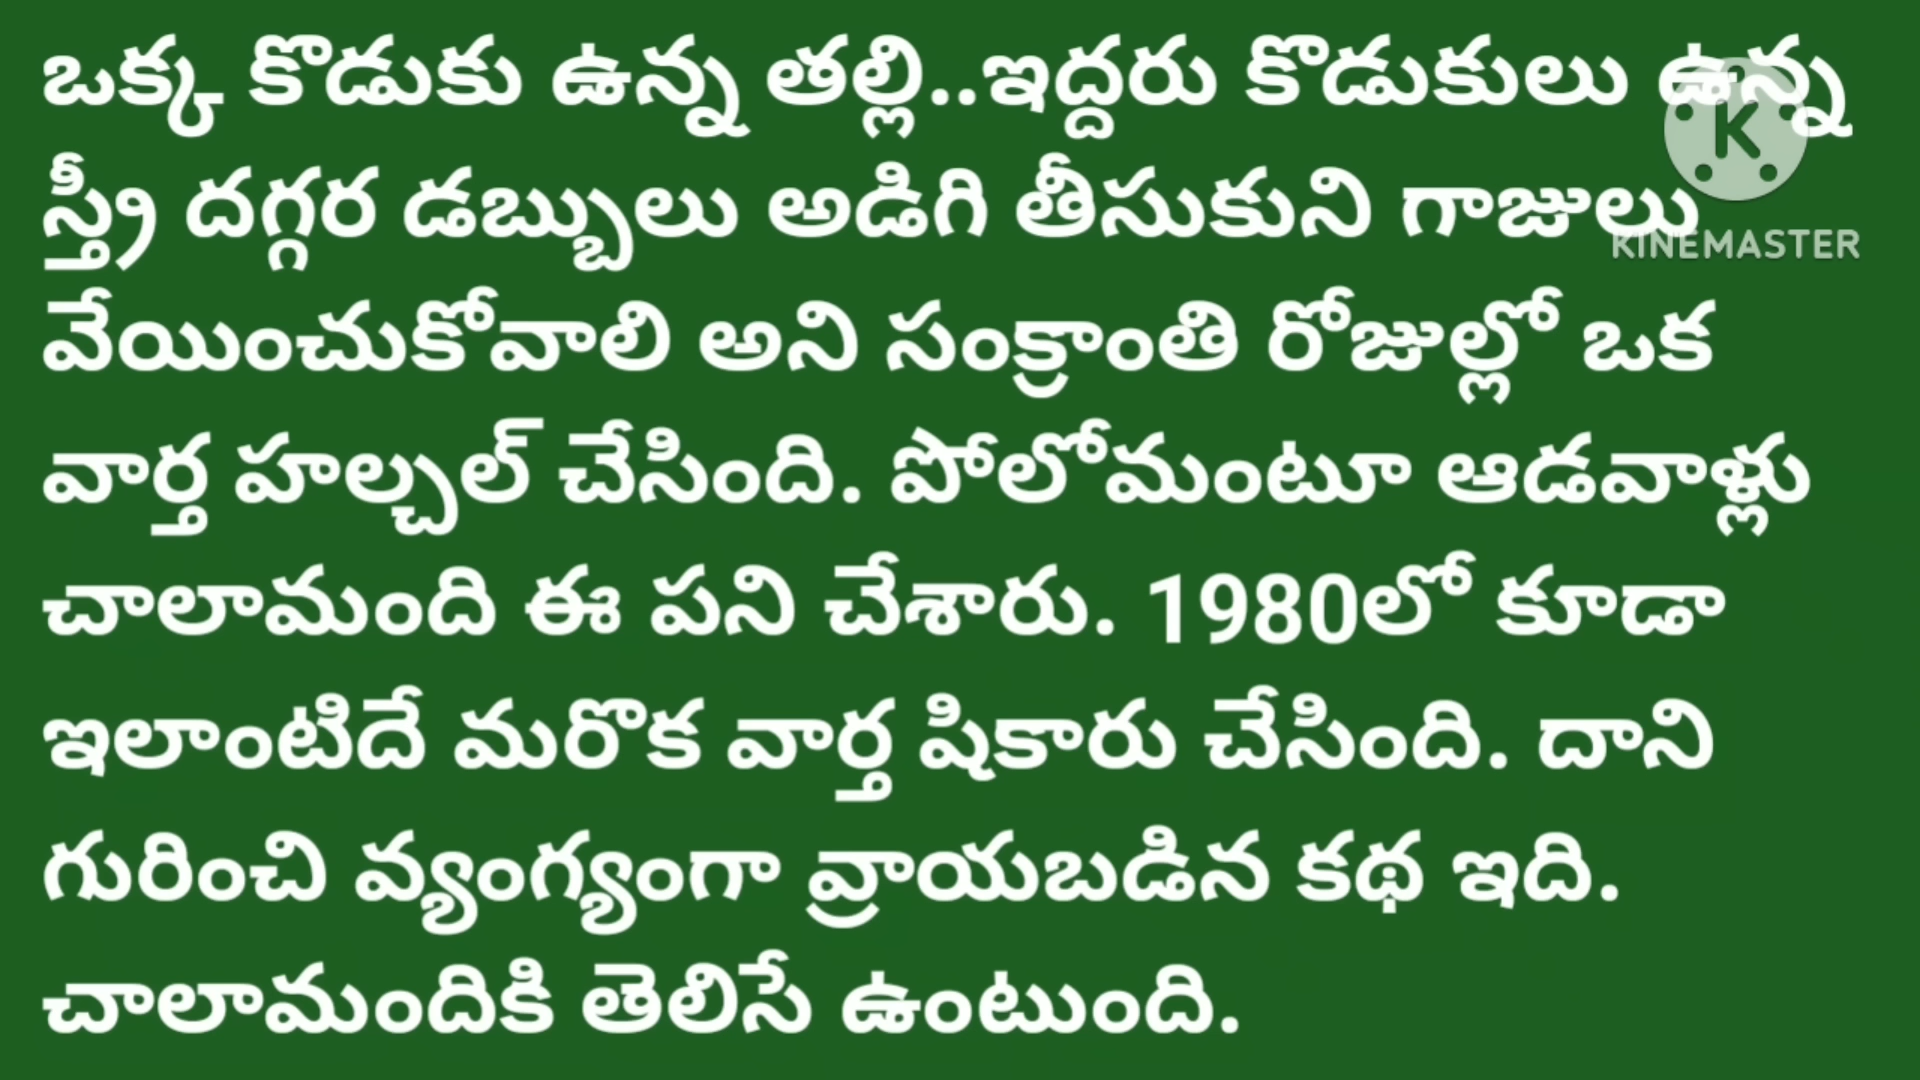 ఒక్క కొడుకు ఉన్న తల్లి..ఇద్దరు కొడుకులు ఉన్న
స్త్రీ దగ్గర డబ్బులు అడిగి తీసుకుని గాజులు
వేయించుకోవాలి అని సంక్రాంతి రోజుల్లో ఒక
వార్త హల్చల్ చేసింది. పోలోమంటూ ఆడవాళ్లు
చాలామంది ఈ పని చేశారు. 1980లో కూడా
ఇలాంటిదే మరొక వార్త షికారు చేసింది. దాని
గురించి వ్యంగ్యంగా వ్రాయబడిన కథ ఇది.
చాలామందికి తెలిసే ఉంటుంది.
K
KINEMASTER